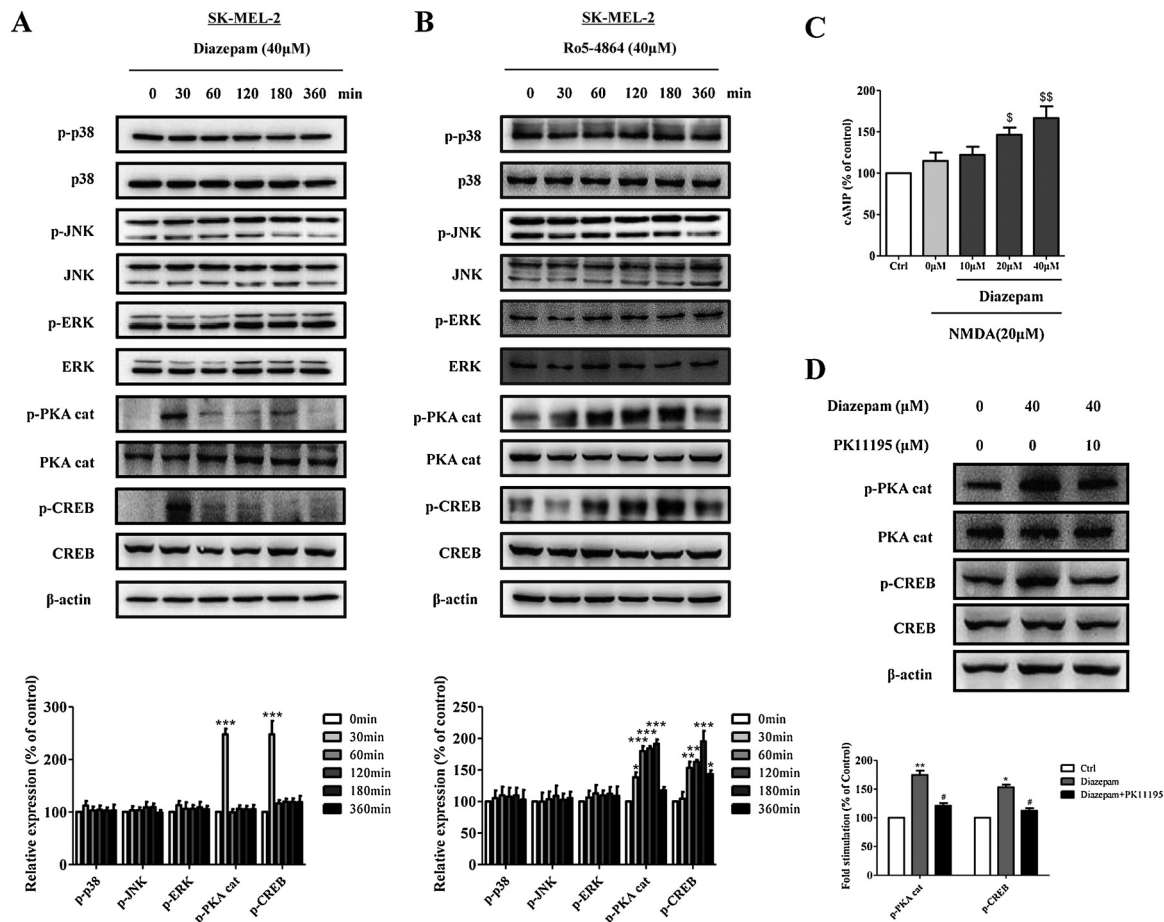 A
SK-MEL-2
Diazepam (40μM)
0 30 60 120 180 360 min
p-p38
p38
p-JNK
JNK
p-ERK
ERK
p-PKA cat
PKA cat
p-CREB
CREB
β-actin
Relative expression (% of control)
300
200
100
0
p-p38
p-JNK
p-ERK
p-PKA cat
p-CREB
***
***
0min
30min
60min
120min
180min
360min
B
SK-MEL-2
Ro5-4864 (40μM)
0 30 60 120 180 360 min
p-p38
p38
p-JNK
JNK
p-ERK
ERK
p-PKA cat
PKA cat
p-CREB
CREB
β-actin
Relative expression (% of control)
250
200
150
100
50
0
p-p38
p-JNK
p-ERK
p-PKA cat
p-CREB
*
***
***
***
**
**
***
*
0min
30min
60min
120min
180min
360min
C
cAMP (% of control)
200
150
100
50
0
$
$$
Ctrl 0μM 10μM 20μM 40μM
Diazepam
NMDA(20μM)
D
Diazepam (μM) 0 40 40
PK11195 (μM) 0 0 10
p-PKA cat
PKA cat
p-CREB
CREB
β-actin
Fold stimulation (% of Control)
200
150
100
50
0
**
#
*
#
p-PKA cat
p-CREB
Ctrl
Diazepam
Diazepam+PK11195